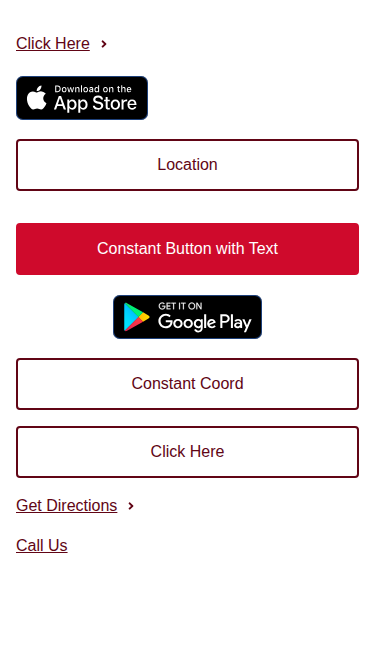 Click Here
Download on the
App Store
Location
Constant Button with Text
GET IT ON
Google Play
Constant Coord
Click Here
Get Directions
Call Us